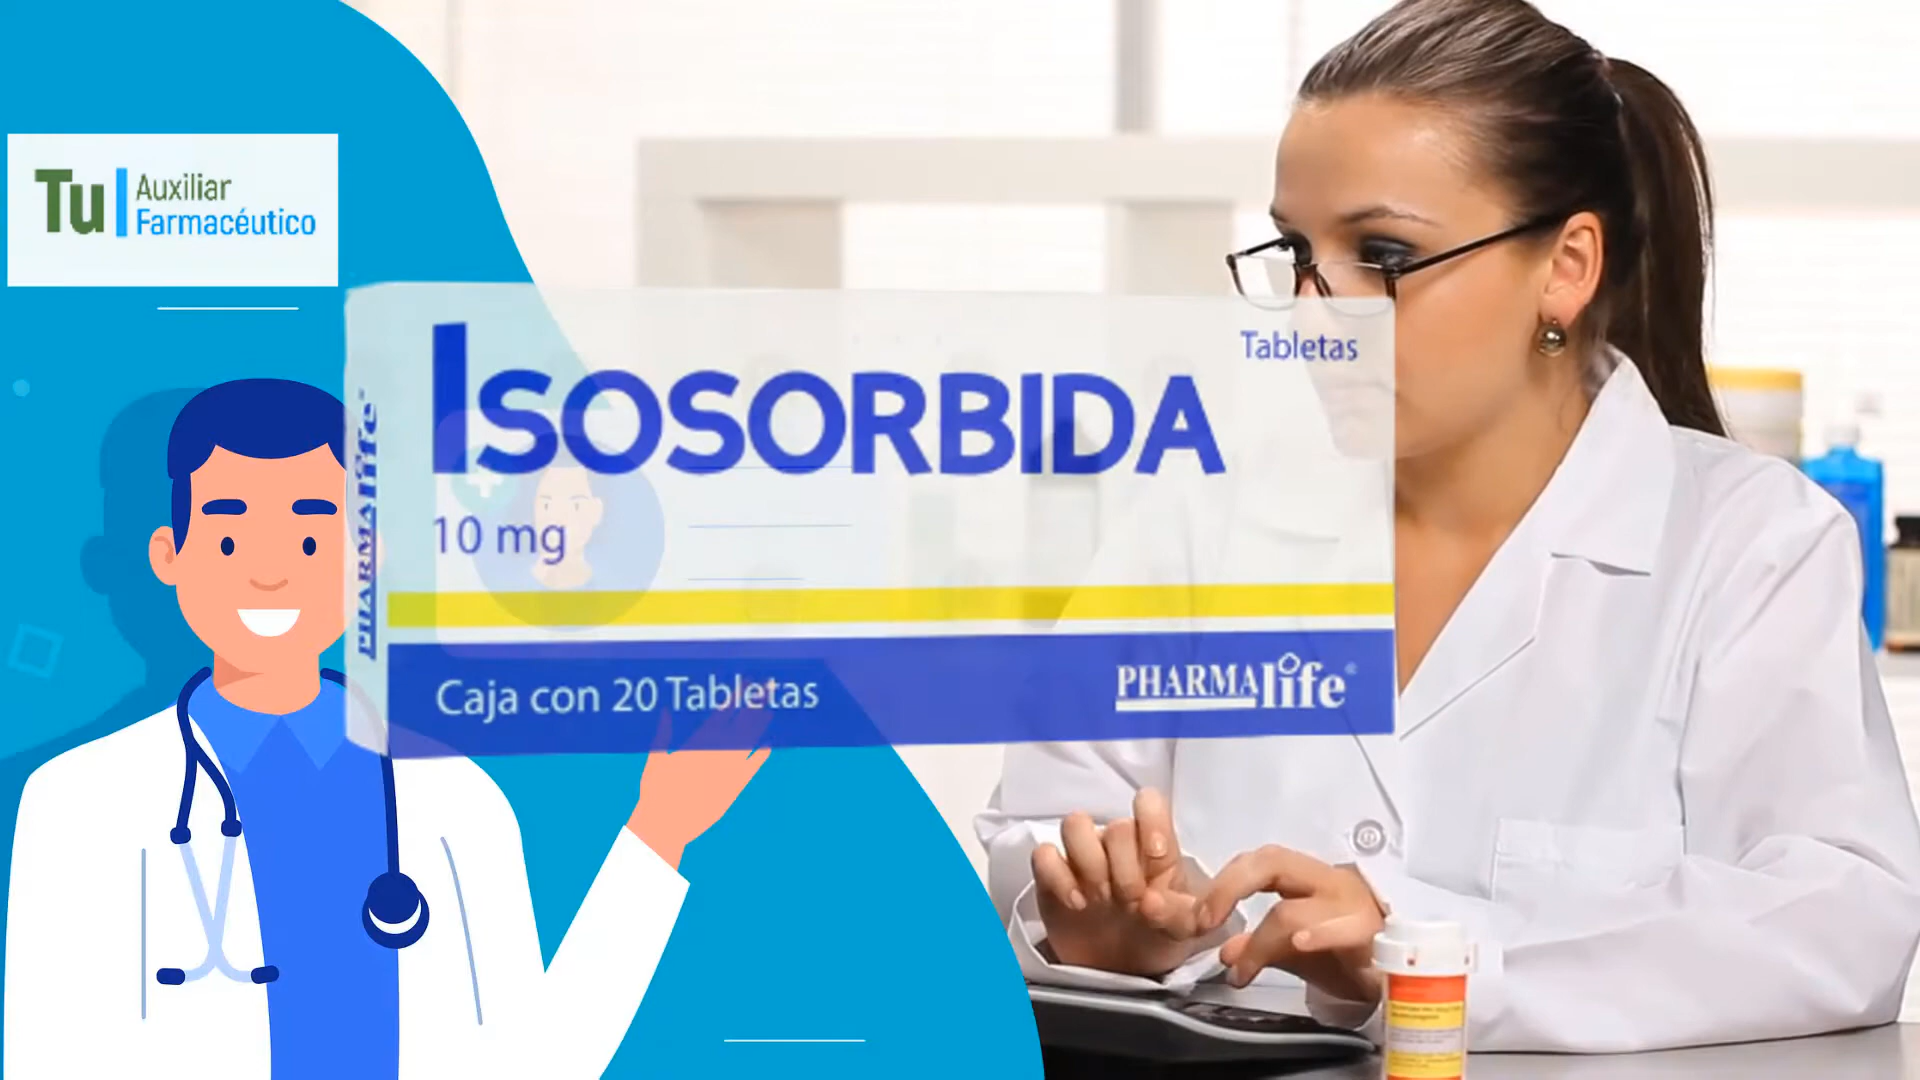 Tu Auxiliar
Farmacéutico
Tabletas
ISOSORBIDA
10 mg
PHARMAlife
Caja con 20 Tabletas
PHARMAlife